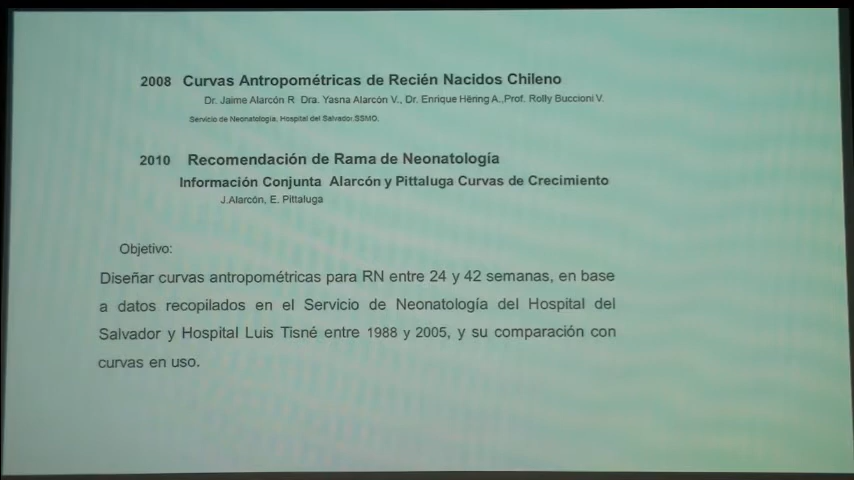 2008 Curvas Antropométricas de Recién Nacidos Chileno
Dr. Jaime Alarcón R Dra. Yasna Alarcón V., Dr. Enrique Hëring A.,Prof. Rolly Buccioni V.
Servicio de Neonatología, Hospital del Salvador,SSMO.
2010 Recomendación de Rama de Neonatología
Información Conjunta Alarcón y Pittaluga Curvas de Crecimiento
J.Alarcón, E. Pittaluga
Objetivo:
Diseñar curvas antropométricas para RN entre 24 y 42 semanas, en base
a datos recopilados en el Servicio de Neonatología del Hospital del
Salvador y Hospital Luis Tisné entre 1988 y 2005, y su comparación con
curvas en uso.